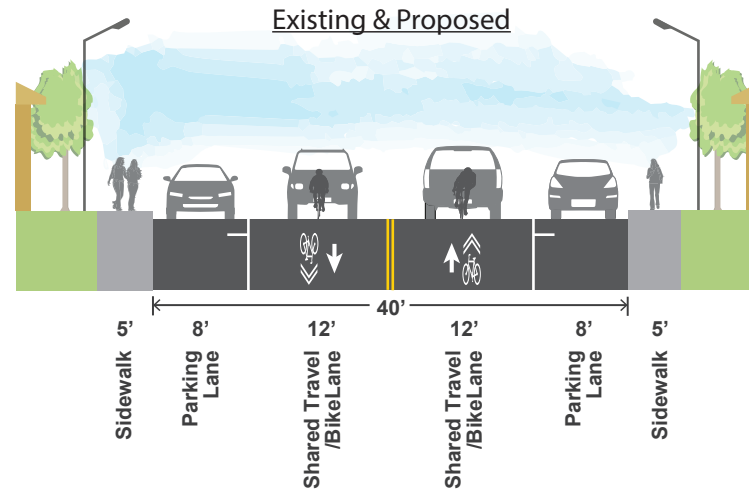 Existing & Proposed
40’
5’
8’
12’
12’
8’
5’
Sidewalk
Parking
Lane
Shared Travel
/BikeLane
Shared Travel
/BikeLane
Parking
Lane
Sidewalk